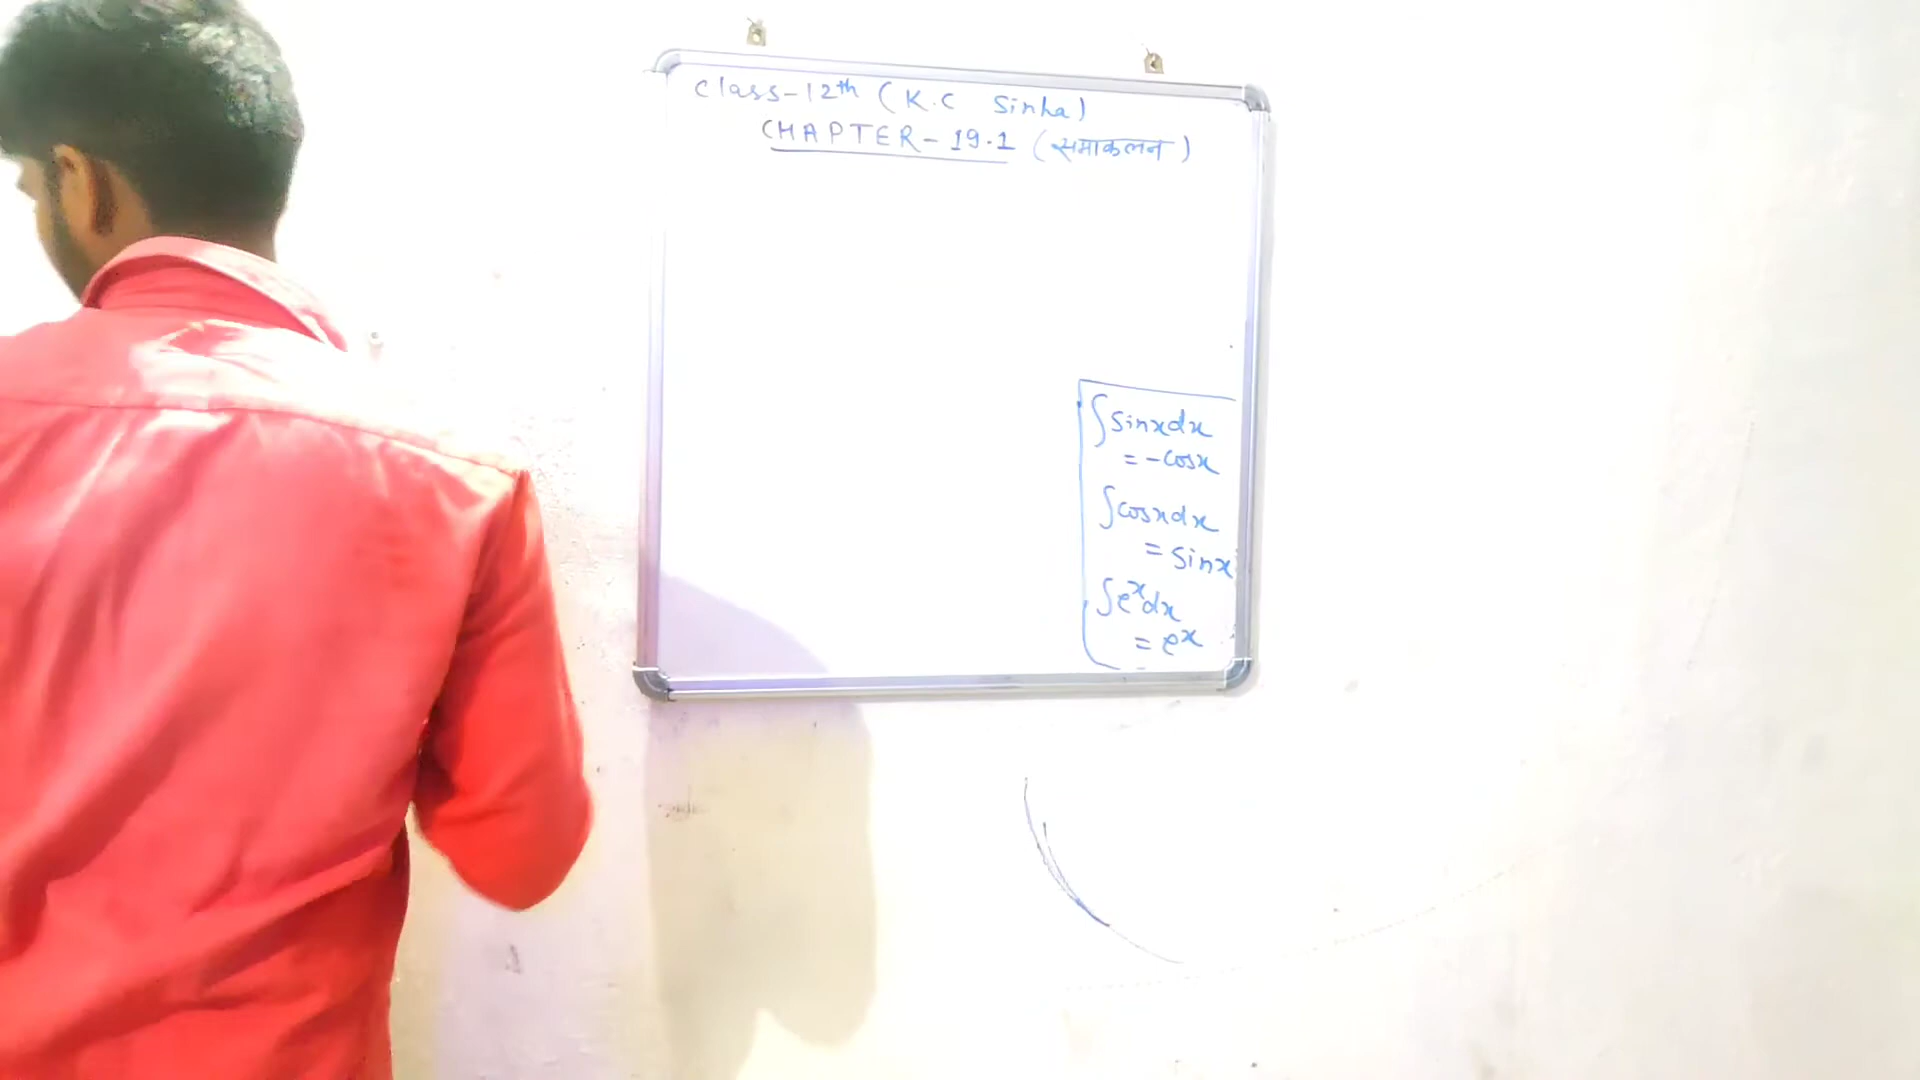 Class-12th (K.C Sinha)
CHAPTER-19.1 (समाकलन)
∫sinxdx
= -cosx
∫cosxdx
= sinx
∫eˣdx
= eˣ